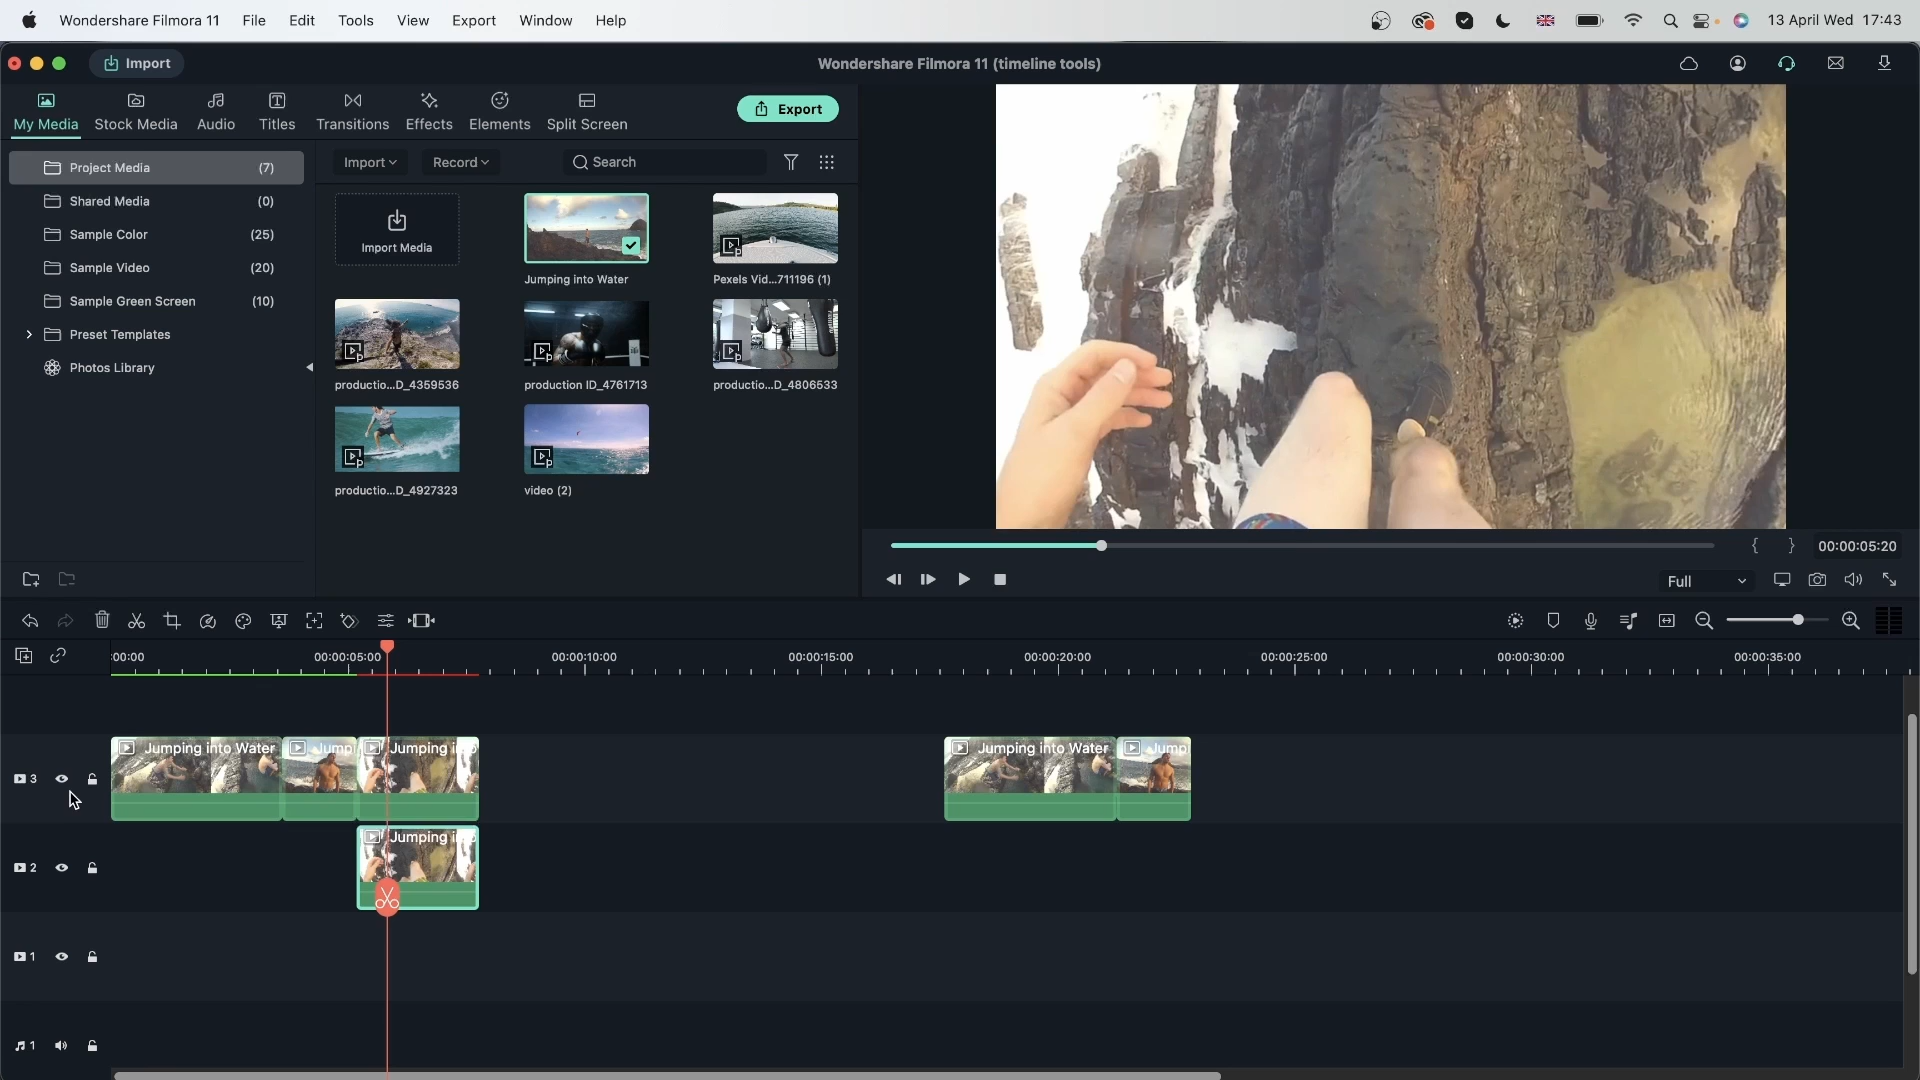 Wondershare Filmora 11 File Edit Tools View Export Window Help 13 April Wed 17:43
Import Wondershare Filmora 11 (timeline tools)
My Media Stock Media Audio Titles Transitions Effects Elements Split Screen Export
Project Media (7)
Shared Media (0)
Sample Color (25)
Sample Video (20)
Sample Green Screen (10)
Preset Templates
Photos Library
Import Record Search
Import Media
Jumping into Water
Pexels Vid...711196 (1)
productio...D_4359536
production ID_4761713
productio...D_4806533
productio...D_4927323
video (2)
{ } 00:00:05:20
Full
:00:00 00:00:05:00 00:00:10:00 00:00:15:00 00:00:20:00 00:00:25:00 00:00:30:00 00:00:35:00
3 Jumping into Water Jumpi Jumping i Jumping into Water Jumpi
2 Jumping i
1
1